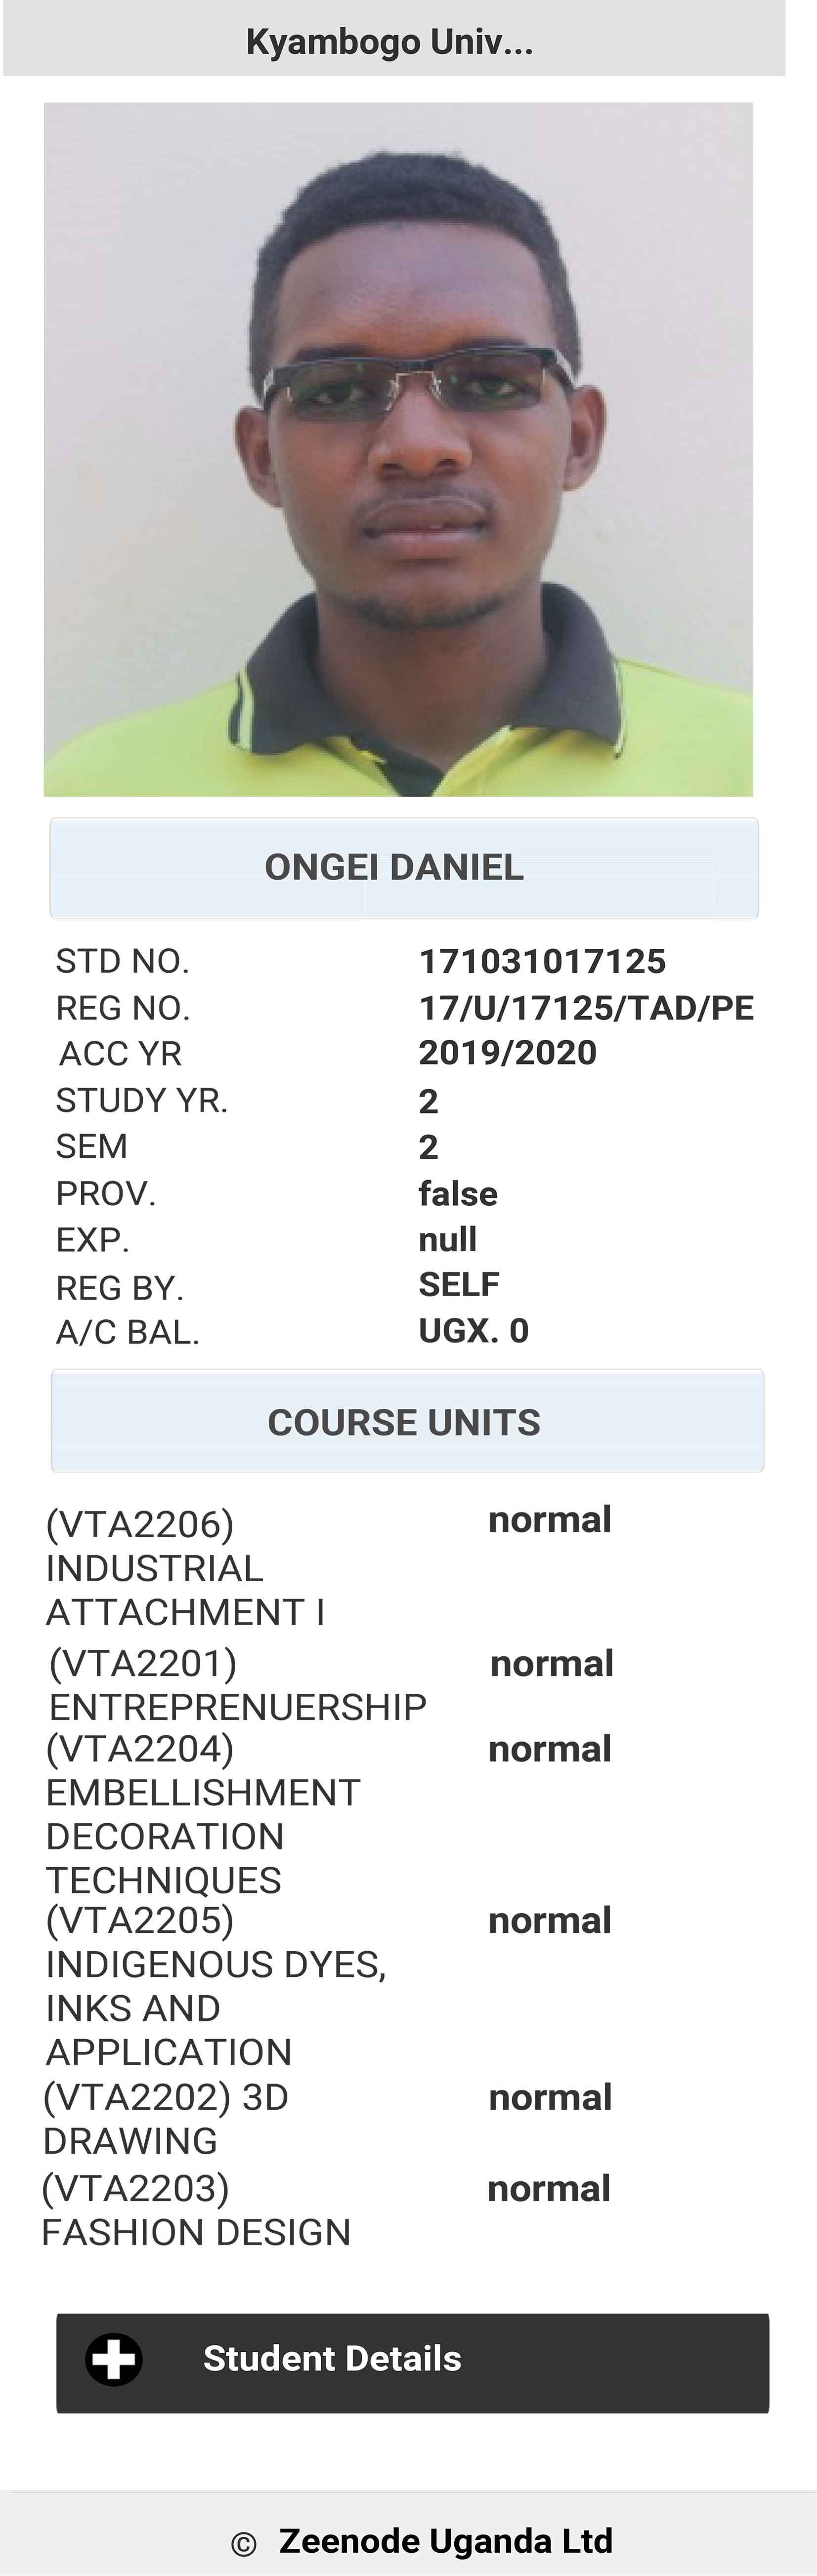 Kyambogo Univ...
ONGEI DANIEL
STD NO. 171031017125
REG NO. 17/U/17125/TAD/PE
ACC YR 2019/2020
STUDY YR. 2
SEM 2
PROV. false
EXP. null
REG BY. SELF
A/C BAL. UGX. 0
COURSE UNITS
(VTA2206) normal
INDUSTRIAL
ATTACHMENT I
(VTA2201) normal
ENTREPRENUERSHIP
(VTA2204) normal
EMBELLISHMENT
DECORATION
TECHNIQUES
(VTA2205) normal
INDIGENOUS DYES,
INKS AND
APPLICATION
(VTA2202) 3D normal
DRAWING
(VTA2203) normal
FASHION DESIGN
Student Details
© Zeenode Uganda Ltd